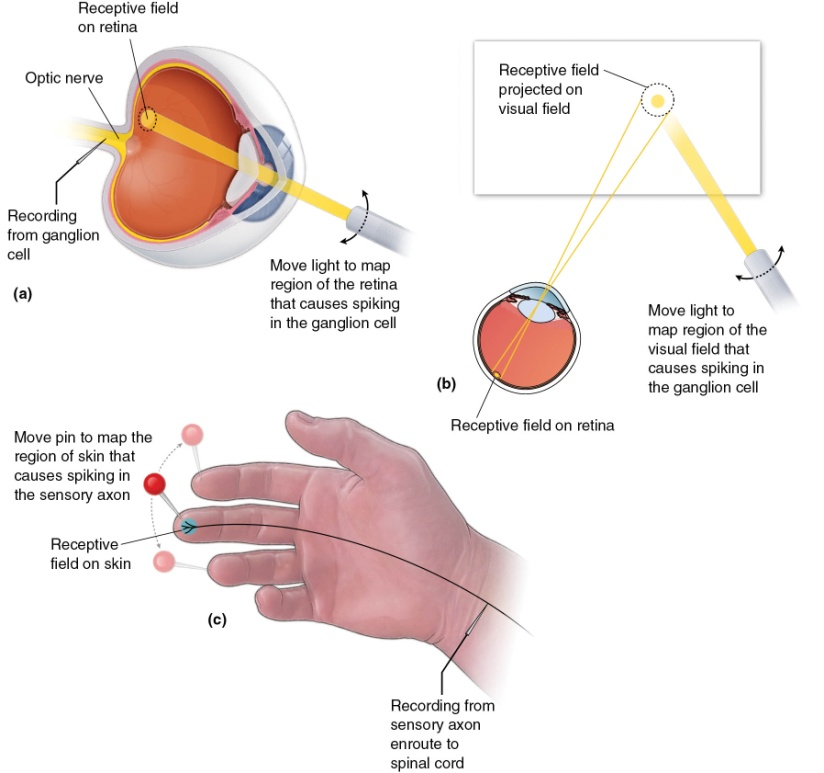 Receptive field
on retina
Optic nerve
Recording
from ganglion
cell
(a)
Move light to map
region of the retina
that causes spiking
in the ganglion cell
Receptive field
projected on
visual field
Move light to
map region of the
visual field that
causes spiking in
the ganglion cell
(b)
Receptive field on retina
Move pin to map the
region of skin that
causes spiking in
the sensory axon
Receptive
field on skin
(c)
Recording from
sensory axon
enroute to
spinal cord